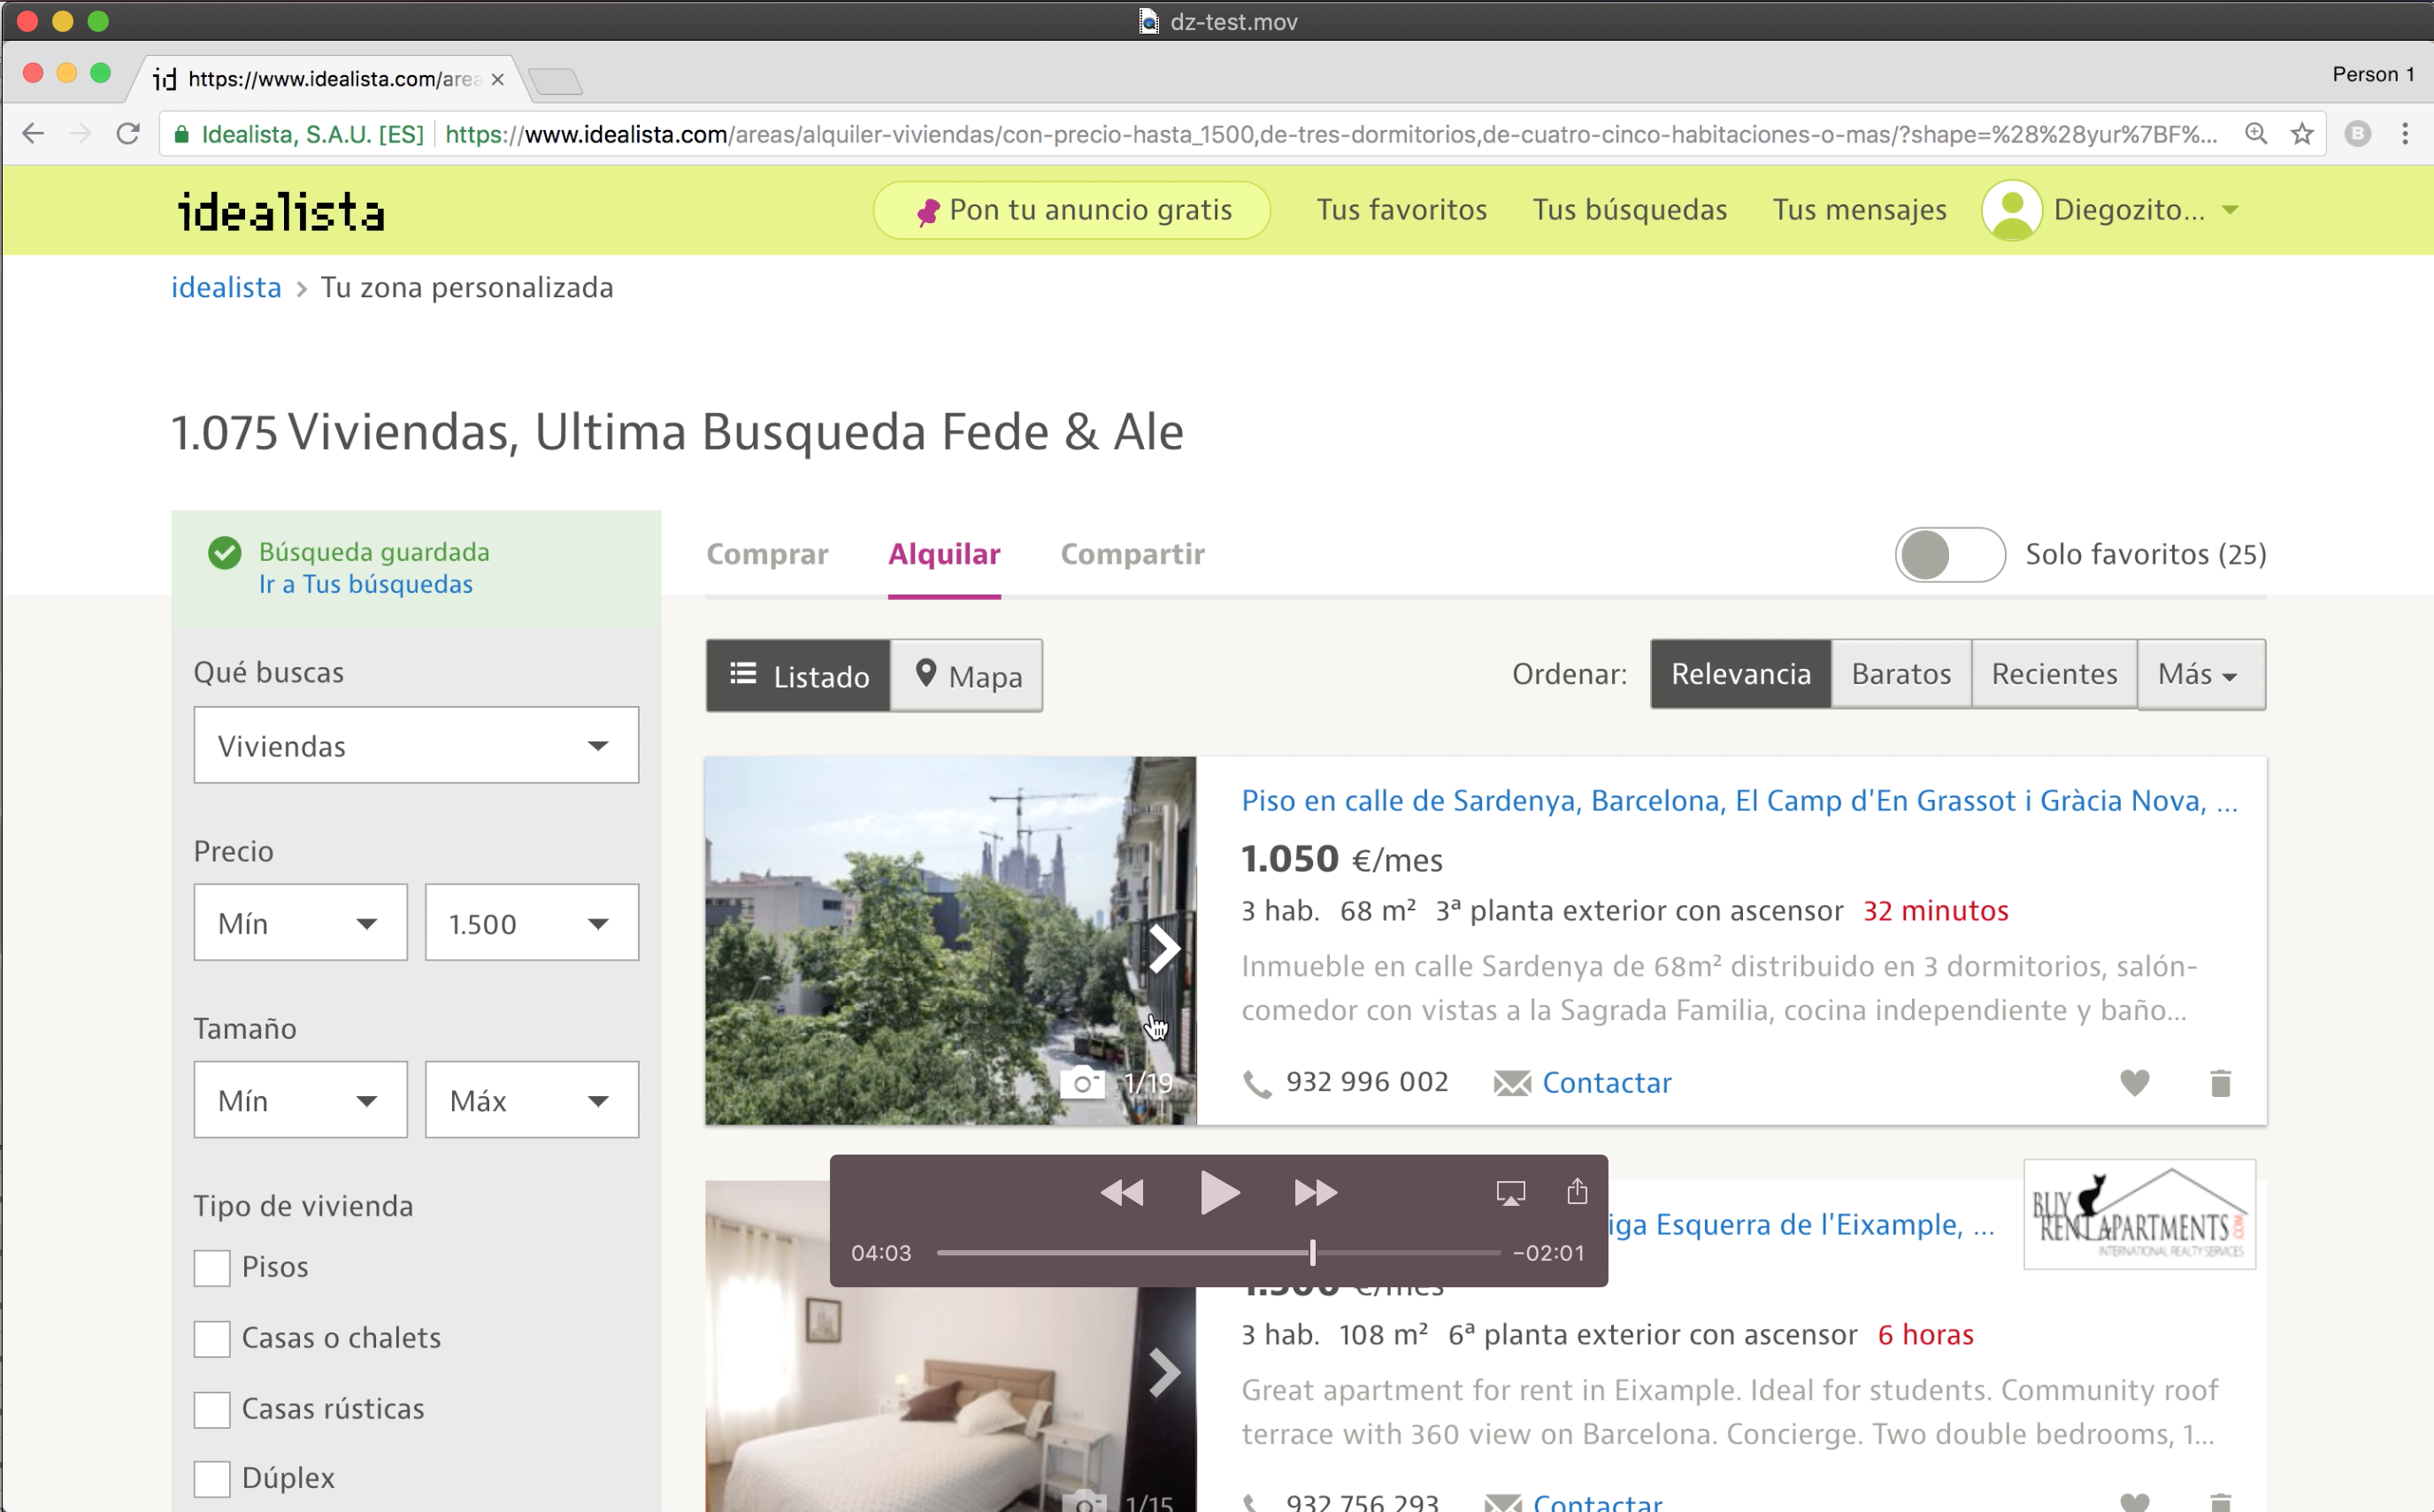 dz-test.mov
https://www.idealista.com/area
Person 1
Idealista, S.A.U. [ES]
https://www.idealista.com/areas/alquiler-viviendas/con-precio-hasta_1500,de-tres-dormitorios,de-cuatro-cinco-habitaciones-o-mas/?shape=%28%28yur%7BF%...
B
idealista
Pon tu anuncio gratis
Tus favoritos
Tus búsquedas
Tus mensajes
Diegozito...
idealista > Tu zona personalizada
1.075 Viviendas, Ultima Busqueda Fede & Ale
Búsqueda guardada
Ir a Tus búsquedas
Qué buscas
Viviendas
Precio
Mín
1.500
Tamaño
Mín
Máx
Tipo de vivienda
Pisos
Casas o chalets
Casas rústicas
Dúplex
Comprar
Alquilar
Compartir
Solo favoritos (25)
Listado
Mapa
Ordenar:
Relevancia
Baratos
Recientes
Más
1/19
Piso en calle de Sardenya, Barcelona, El Camp d'En Grassot i Gràcia Nova, ...
1.050 €/mes
3 hab. 68 m² 3ª planta exterior con ascensor 32 minutos
Inmueble en calle Sardenya de 68m² distribuido en 3 dormitorios, salón-
comedor con vistas a la Sagrada Familia, cocina independiente y baño...
932 996 002
Contactar
04:03
-02:01
iga Esquerra de l'Eixample, ...
BUY
RENT APARTMENTS
.COM
INTERNATIONAL REALTY SERVICES
€/mes
3 hab. 108 m² 6ª planta exterior con ascensor 6 horas
Great apartment for rent in Eixample. Ideal for students. Community roof
terrace with 360 view on Barcelona. Concierge. Two double bedrooms, 1...
1/15
932 756 293
Contactar